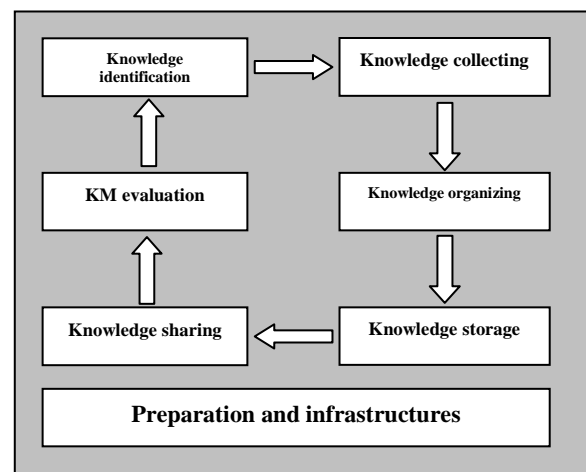 Knowledge
identification
Knowledge collecting
KM evaluation
Knowledge organizing
Knowledge sharing
Knowledge storage
Preparation and infrastructures